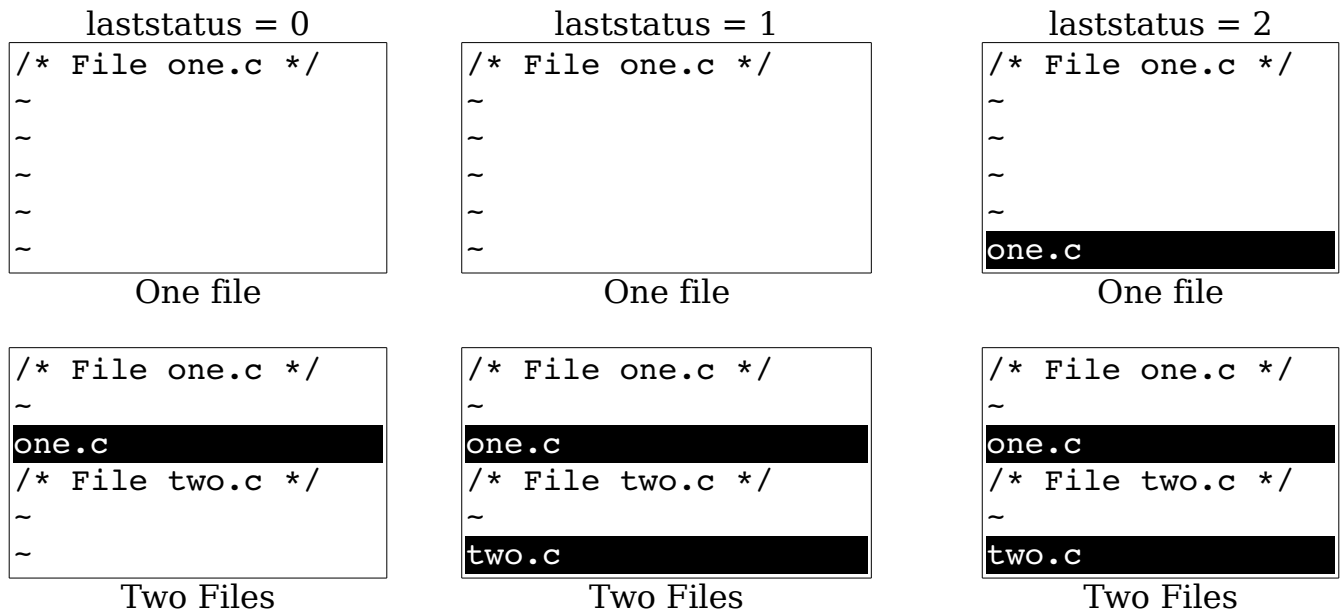 laststatus = 0
/* File one.c */
~
~
~
~
~
One file
laststatus = 1
/* File one.c */
~
~
~
~
~
One file
laststatus = 2
/* File one.c */
~
~
~
~
one.c
One file
/* File one.c */
~
one.c
/* File two.c */
~
~
Two Files
/* File one.c */
~
one.c
/* File two.c */
~
two.c
Two Files
/* File one.c */
~
one.c
/* File two.c */
~
two.c
Two Files